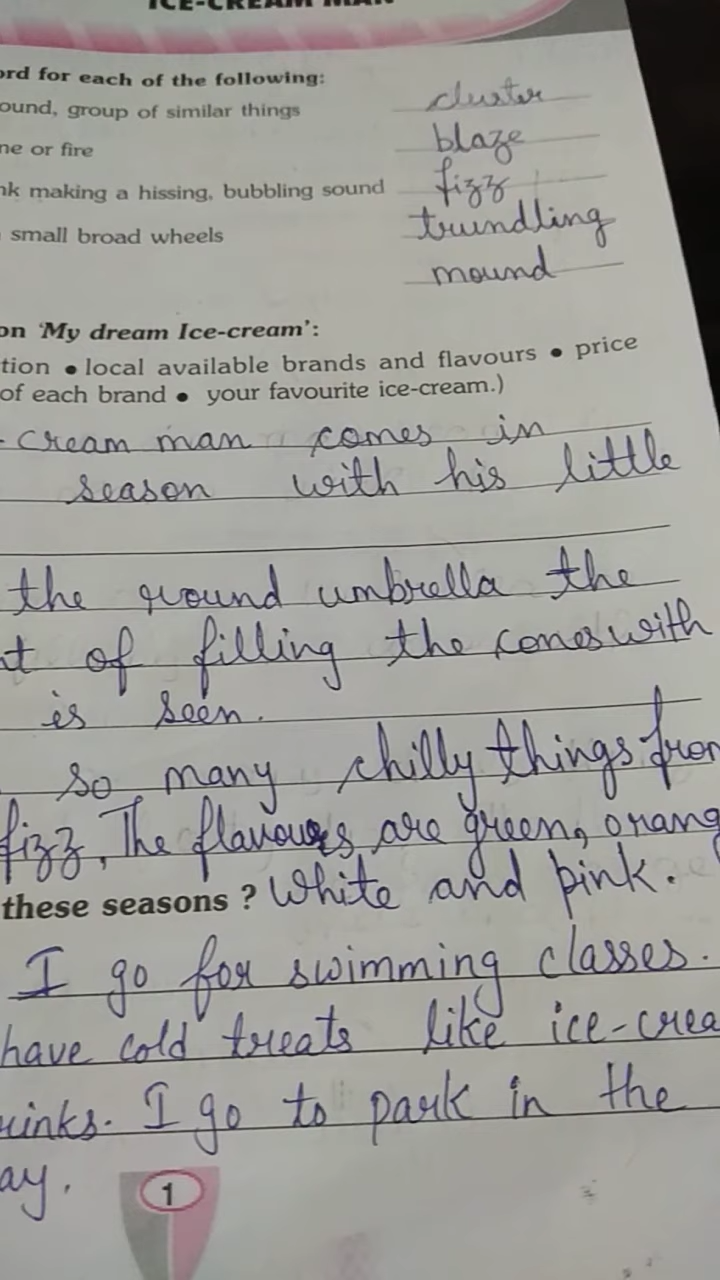 ICE-CREAM MAN
ord for each of the following:
ound, group of similar things cluster
ne or fire blaze
nk making a hissing, bubbling sound fizz
small broad wheels trundling
mound
on 'My dream Ice-cream':
tion • local available brands and flavours • price
of each brand • your favourite ice-cream.)
-cream man comes in
season with his little
the round umbrella the
nt of filling the cones with
is seen.
so many chilly things from
fizz, The flavours are green, orang
these seasons ? White and pink.
I go for swimming classes.
have cold treats like ice-crea
rinks. I go to park in the
ay.
1